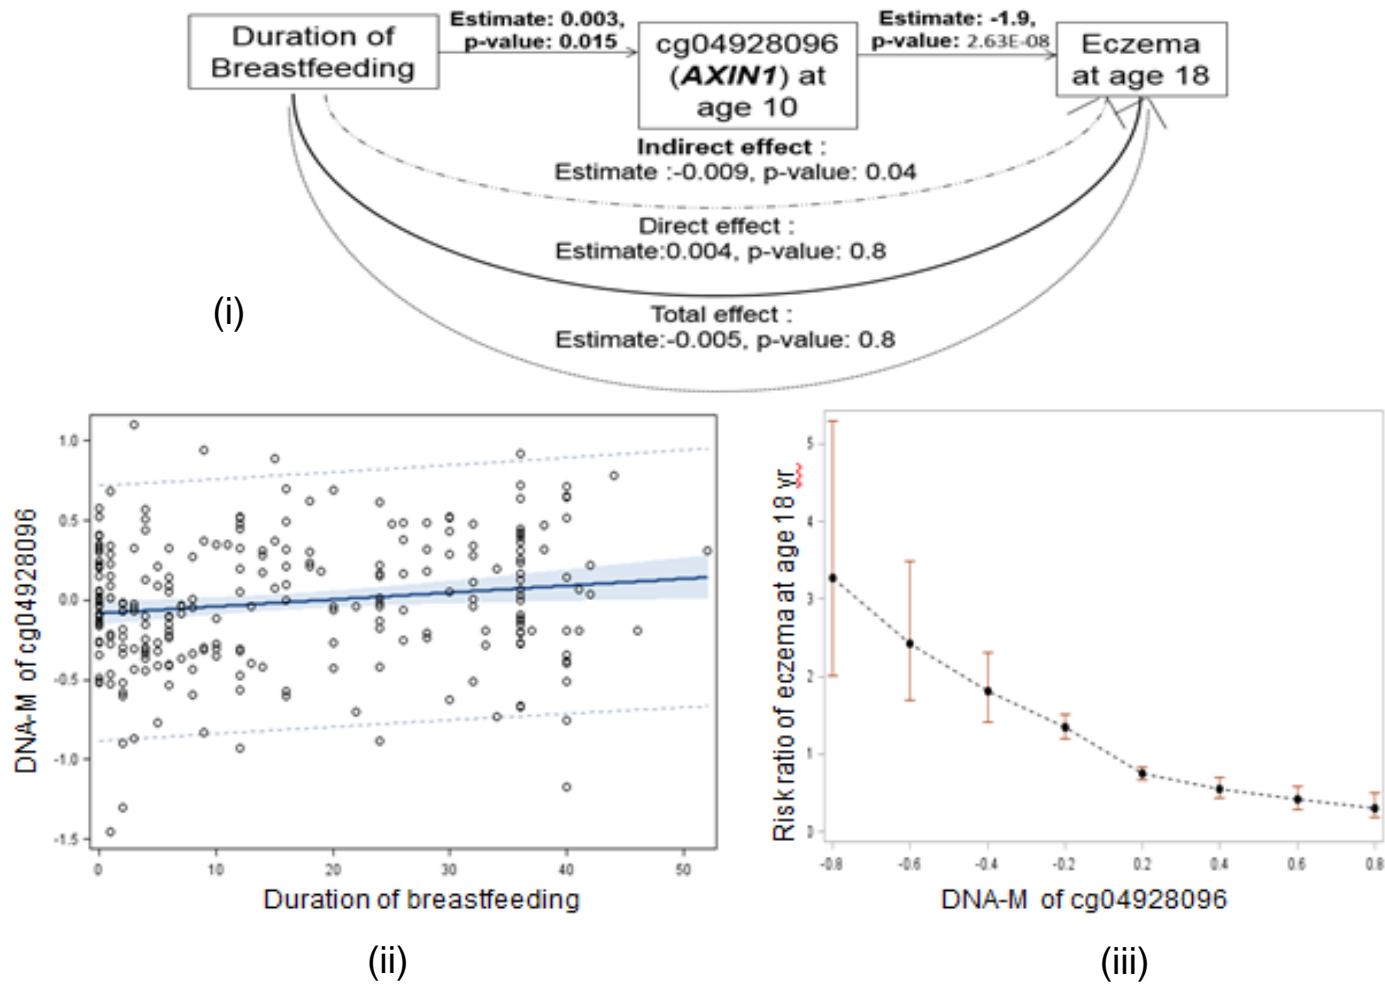 Duration of
Breastfeeding
Estimate: 0.003,
p-value: 0.015
cg04928096
(AXIN1) at
age 10
Estimate: -1.9,
p-value: 2.63E-08
Eczema
at age 18
Indirect effect :
Estimate :-0.009, p-value: 0.04
Direct effect :
Estimate:0.004, p-value: 0.8
Total effect :
Estimate:-0.005, p-value: 0.8
(i)
DNA-M of cg04928096
1.0
0.5
0.0
-0.5
-1.0
-1.5
0 10 20 30 40 50
Duration of breastfeeding
(ii)
Risk ratio of eczema at age 18 yr
5
4
3
2
1
0
-0.8 -0.6 -0.4 -0.2 0.2 0.4 0.6 0.8
DNA-M of cg04928096
(iii)